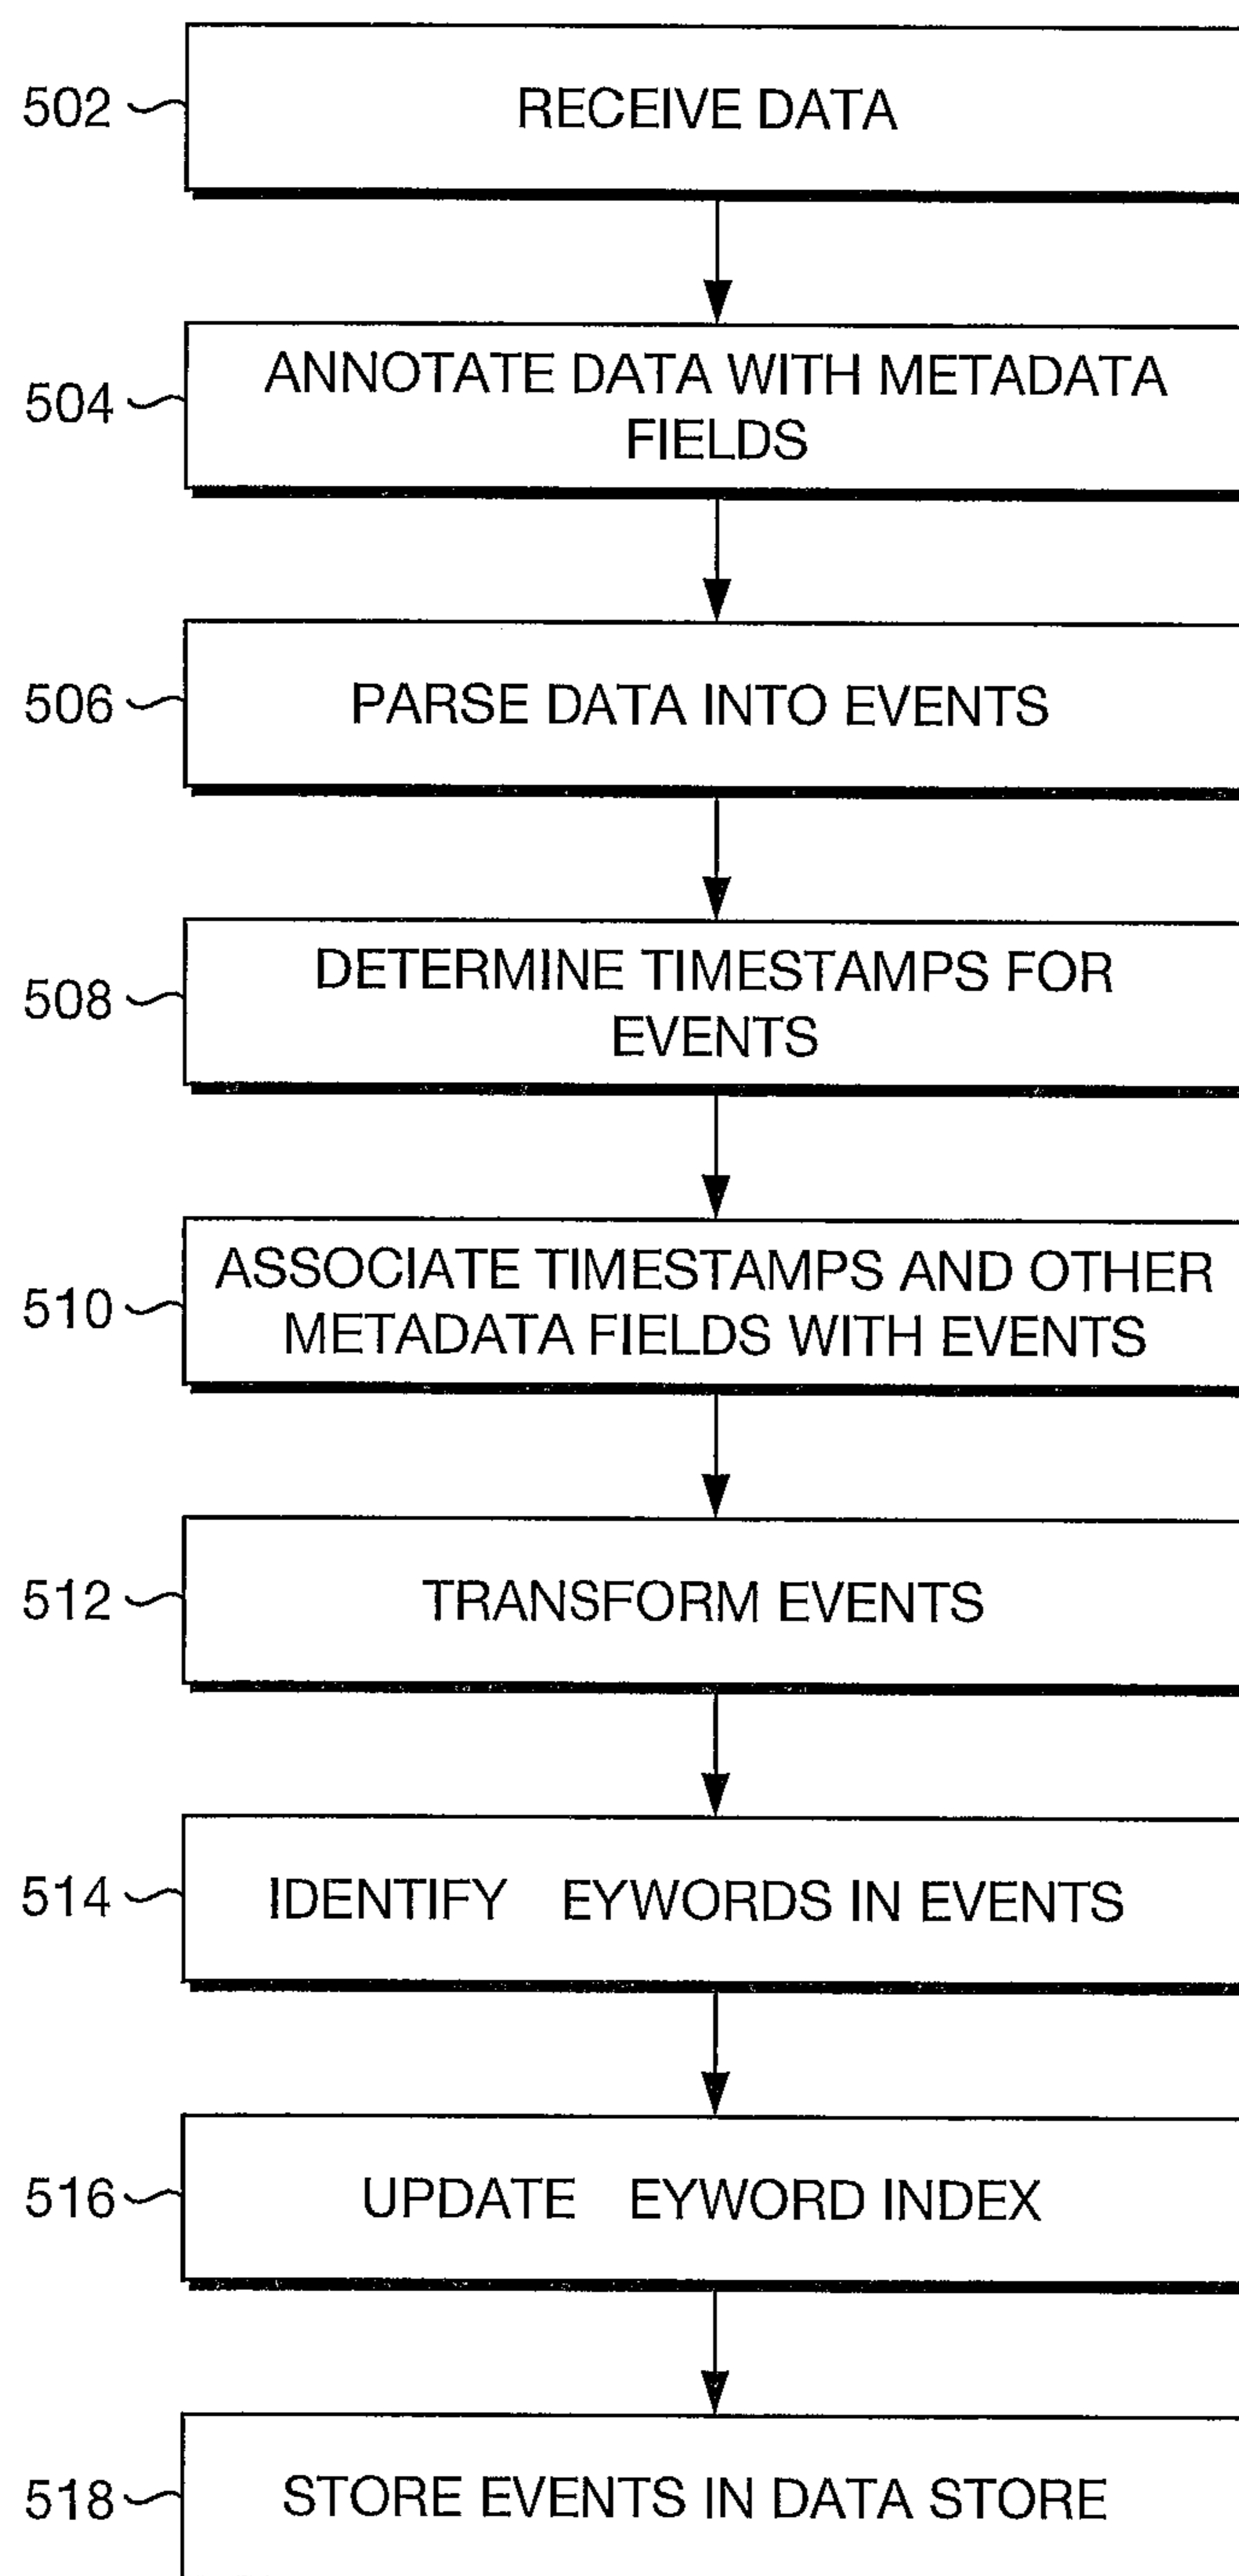 502
RECEIVE DATA
504
ANNOTATE DATA WITH METADATA
FIELDS
506
PARSE DATA INTO EVENTS
508
DETERMINE TIMESTAMPS FOR
EVENTS
510
ASSOCIATE TIMESTAMPS AND OTHER
METADATA FIELDS WITH EVENTS
512
TRANSFORM EVENTS
514
IDENTIFY EYWORDS IN EVENTS
516
UPDATE EYWORD INDEX
518
STORE EVENTS IN DATA STORE